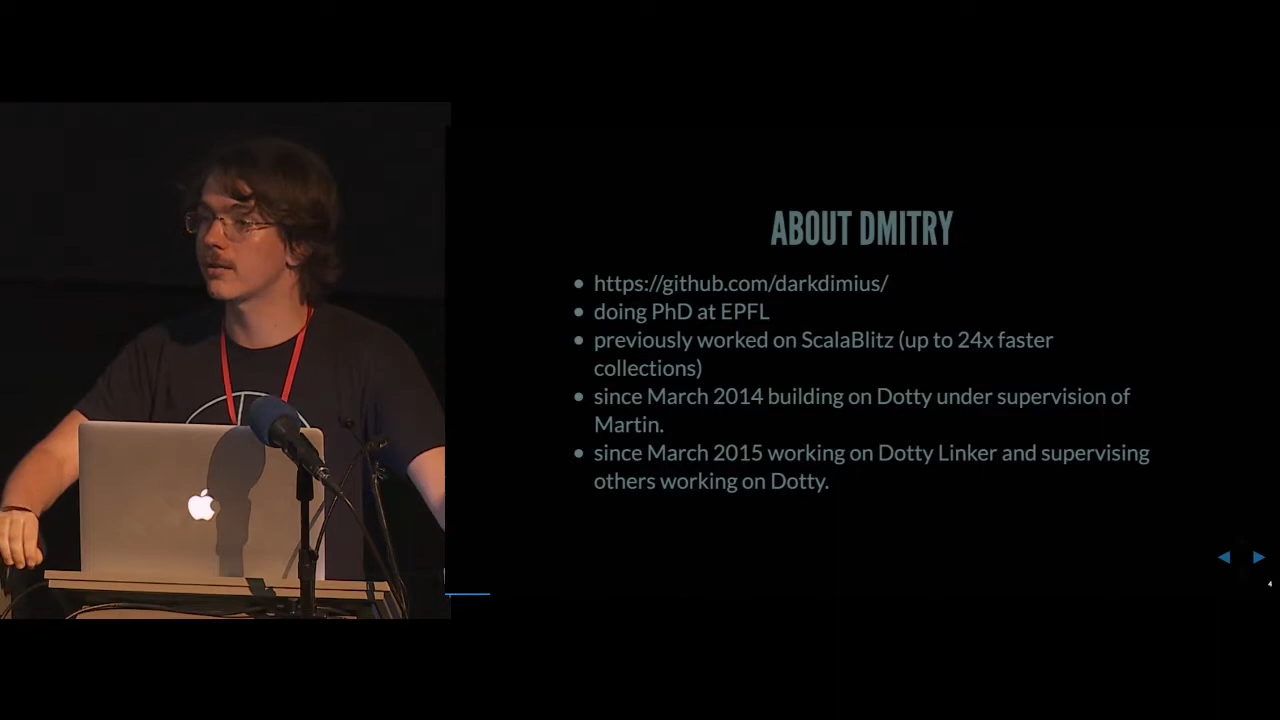 ABOUT DMITRY
https://github.com/darkdimius/
doing PhD at EPFL
previously worked on ScalaBlitz (up to 24x faster
collections)
since March 2014 building on Dotty under supervision of
Martin.
since March 2015 working on Dotty Linker and supervising
others working on Dotty.
4